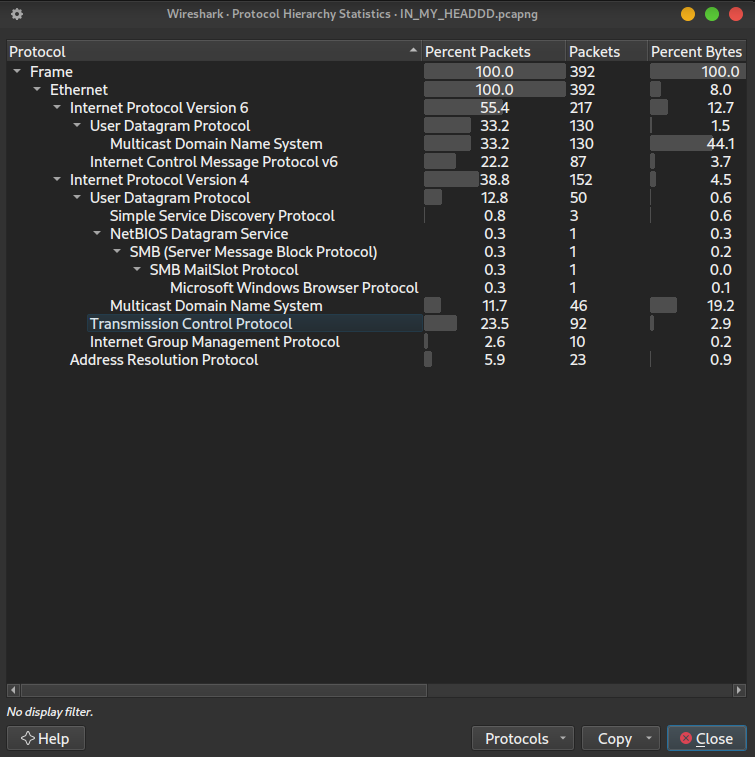 Wireshark · Protocol Hierarchy Statistics · IN_MY_HEADDD.pcapng
Protocol Percent Packets Packets Percent Bytes
Frame 100.0 392 100.0
Ethernet 100.0 392 8.0
Internet Protocol Version 6 55.4 217 12.7
User Datagram Protocol 33.2 130 1.5
Multicast Domain Name System 33.2 130 44.1
Internet Control Message Protocol v6 22.2 87 3.7
Internet Protocol Version 4 38.8 152 4.5
User Datagram Protocol 12.8 50 0.6
Simple Service Discovery Protocol 0.8 3 0.6
NetBIOS Datagram Service 0.3 1 0.3
SMB (Server Message Block Protocol) 0.3 1 0.2
SMB MailSlot Protocol 0.3 1 0.0
Microsoft Windows Browser Protocol 0.3 1 0.1
Multicast Domain Name System 11.7 46 19.2
Transmission Control Protocol 23.5 92 2.9
Internet Group Management Protocol 2.6 10 0.2
Address Resolution Protocol 5.9 23 0.9
No display filter.
Help Protocols Copy Close